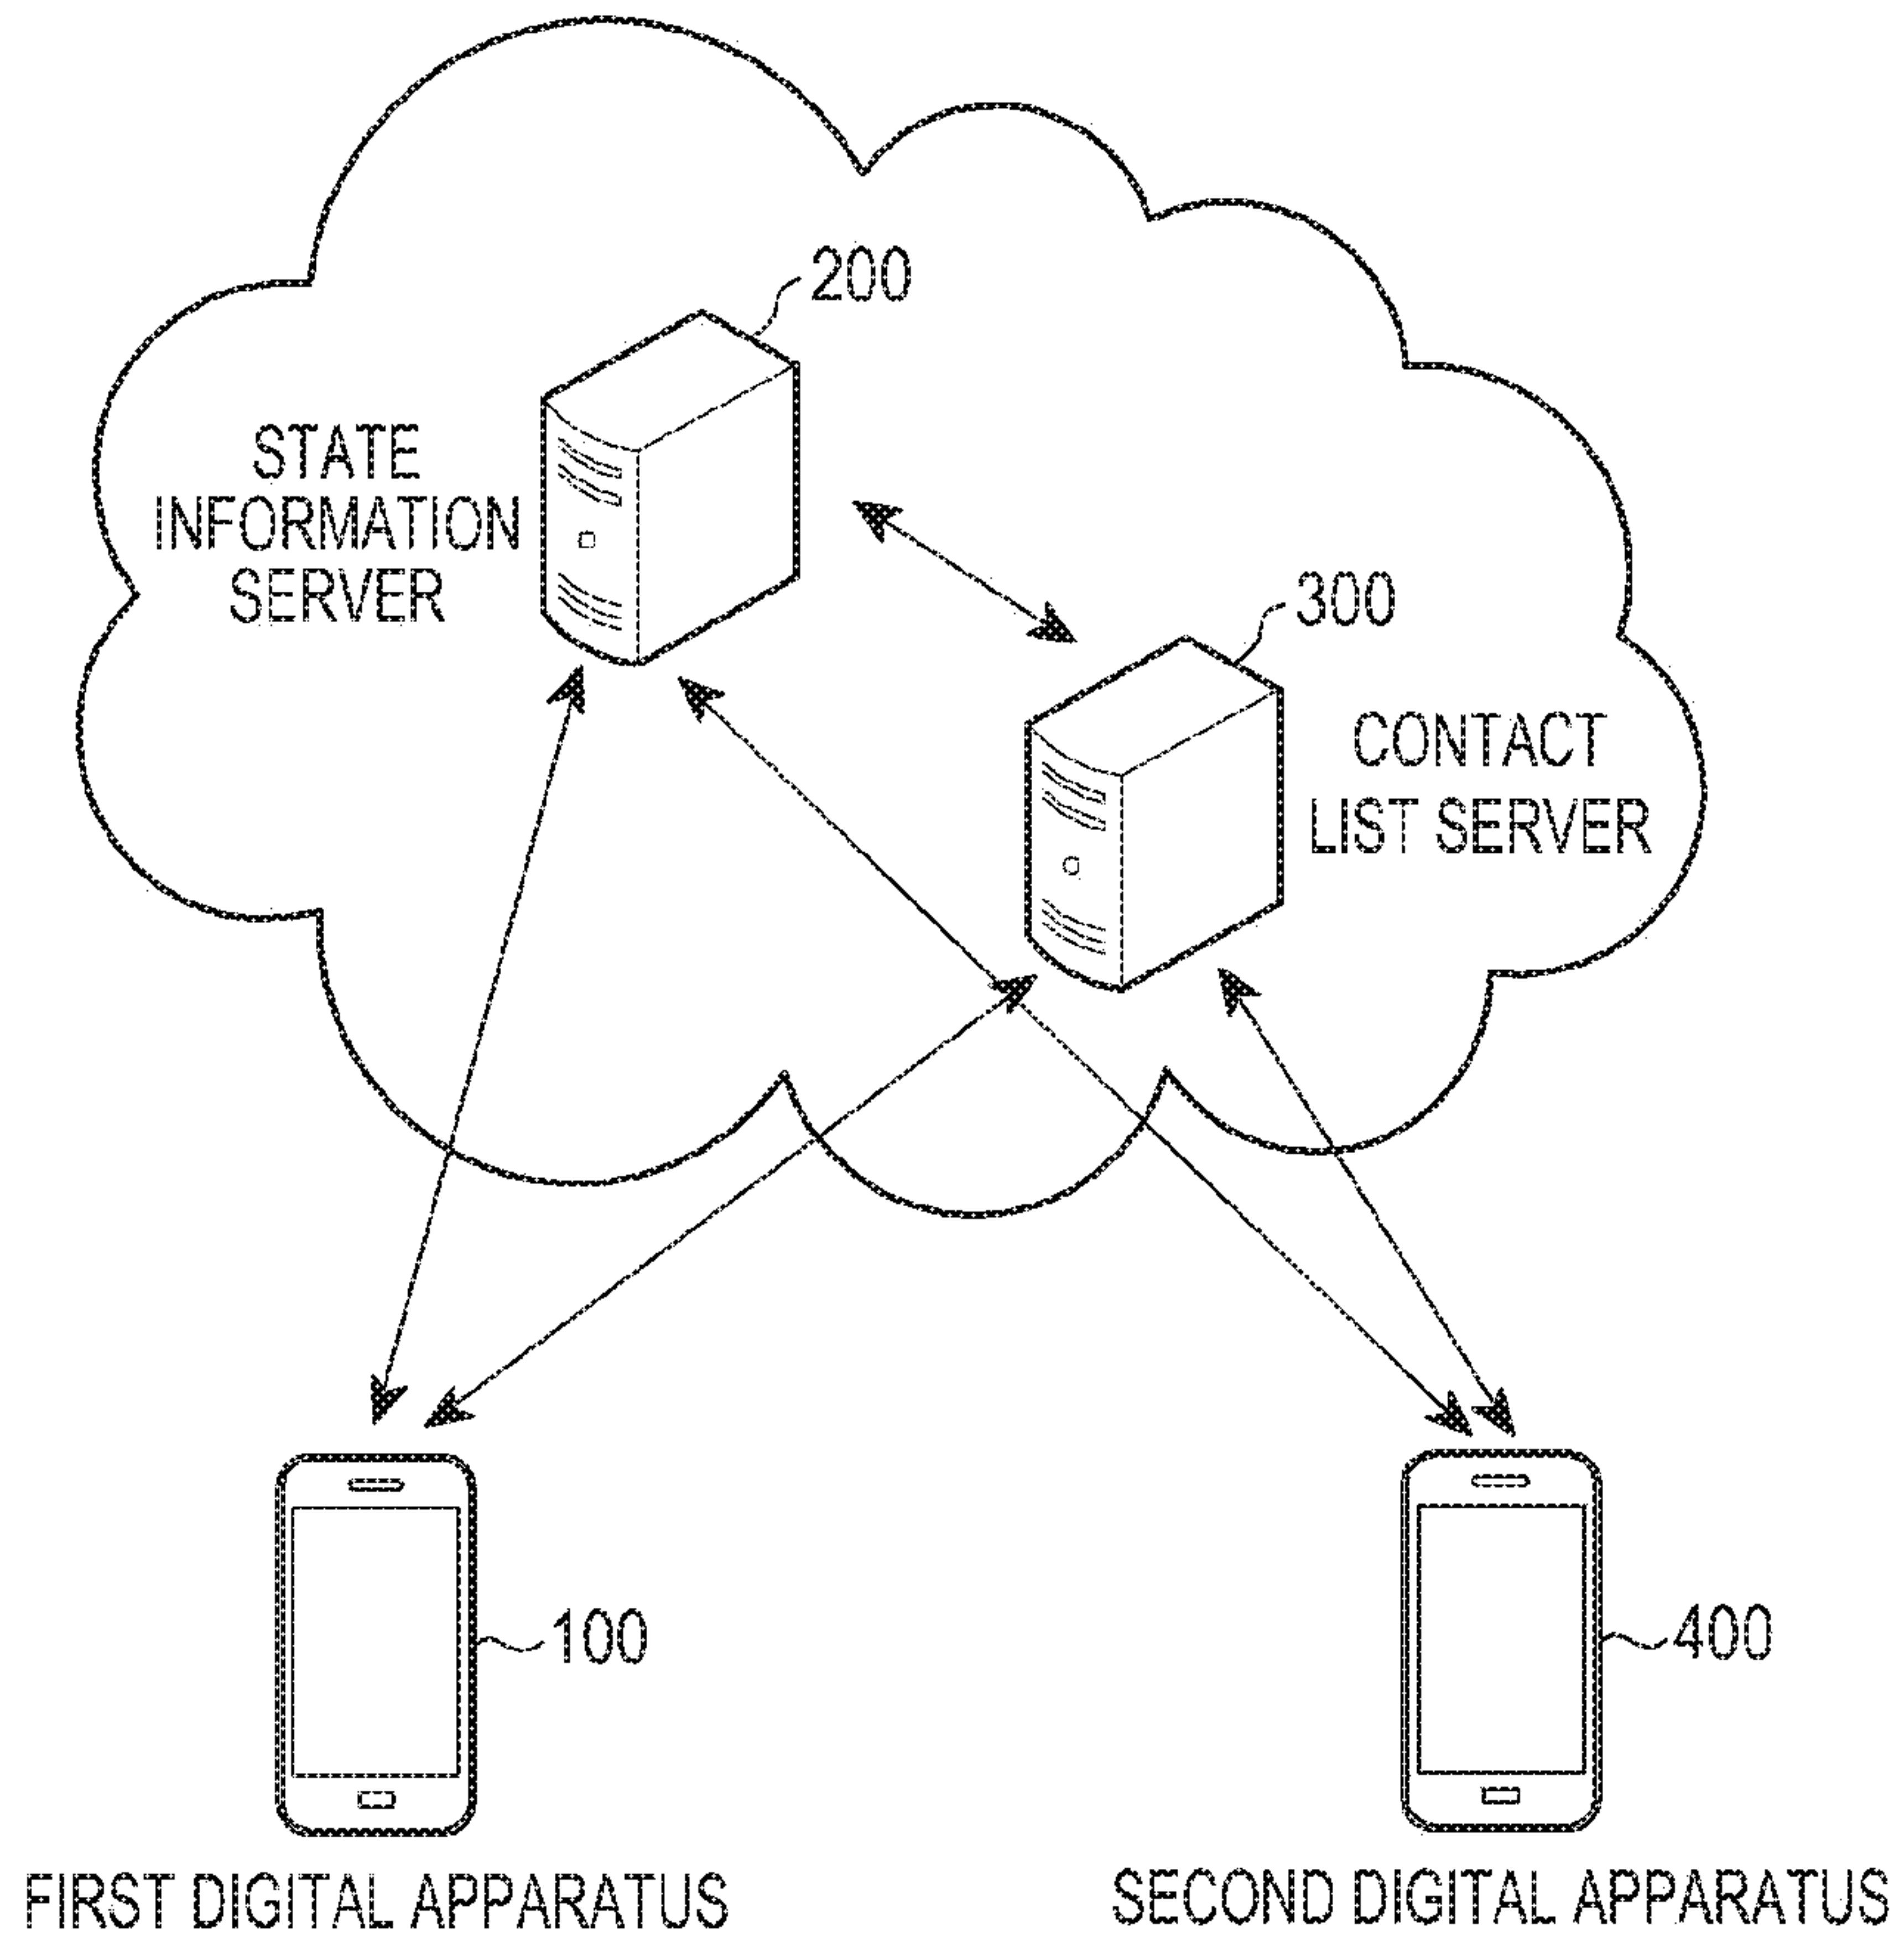 200
STATE
INFORMATION
SERVER
300
CONTACT
LIST SERVER
100
400
FIRST DIGITAL APPARATUS
SECOND DIGITAL APPARATUS